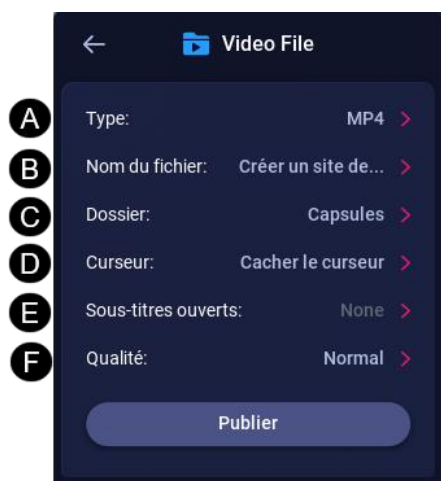 Video File
A Type: MP4
B Nom du fichier: Créer un site de...
C Dossier: Capsules
D Curseur: Cacher le curseur
E Sous-titres ouverts: None
F Qualité: Normal
Publier